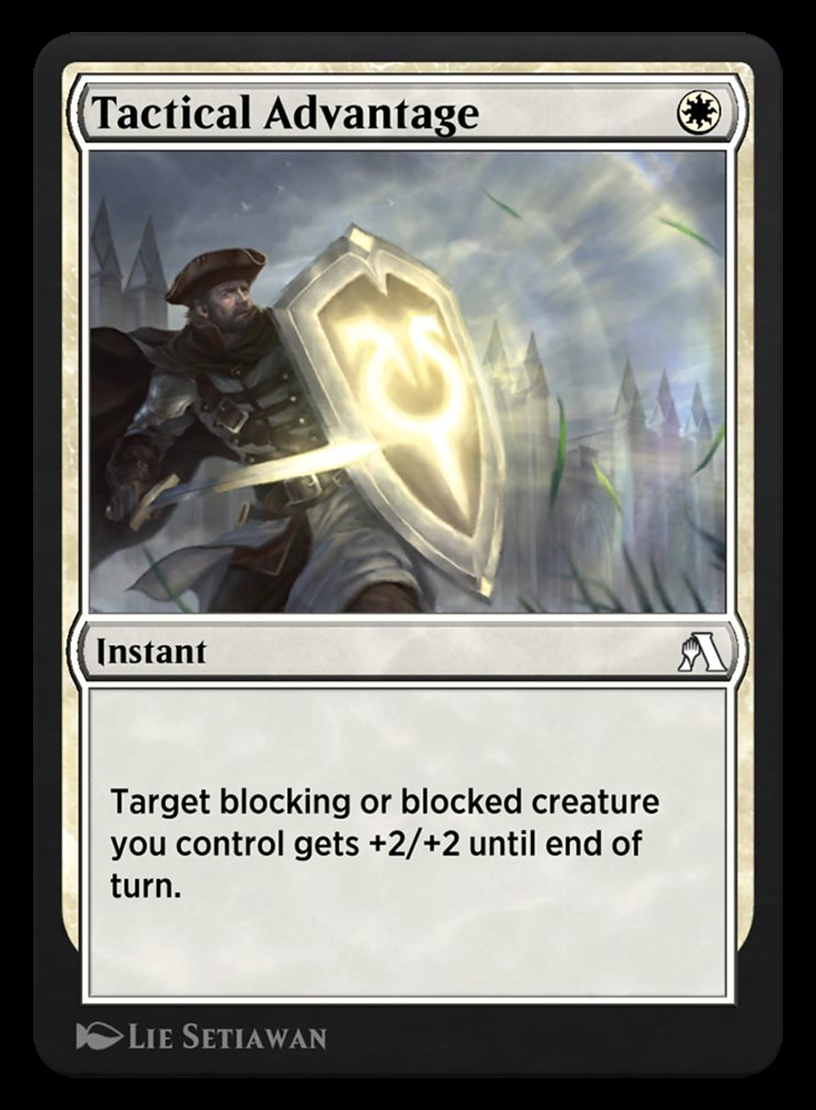 Tactical Advantage
Instant
Target blocking or blocked creature
you control gets +2/+2 until end of
turn.
Lie Setiawan